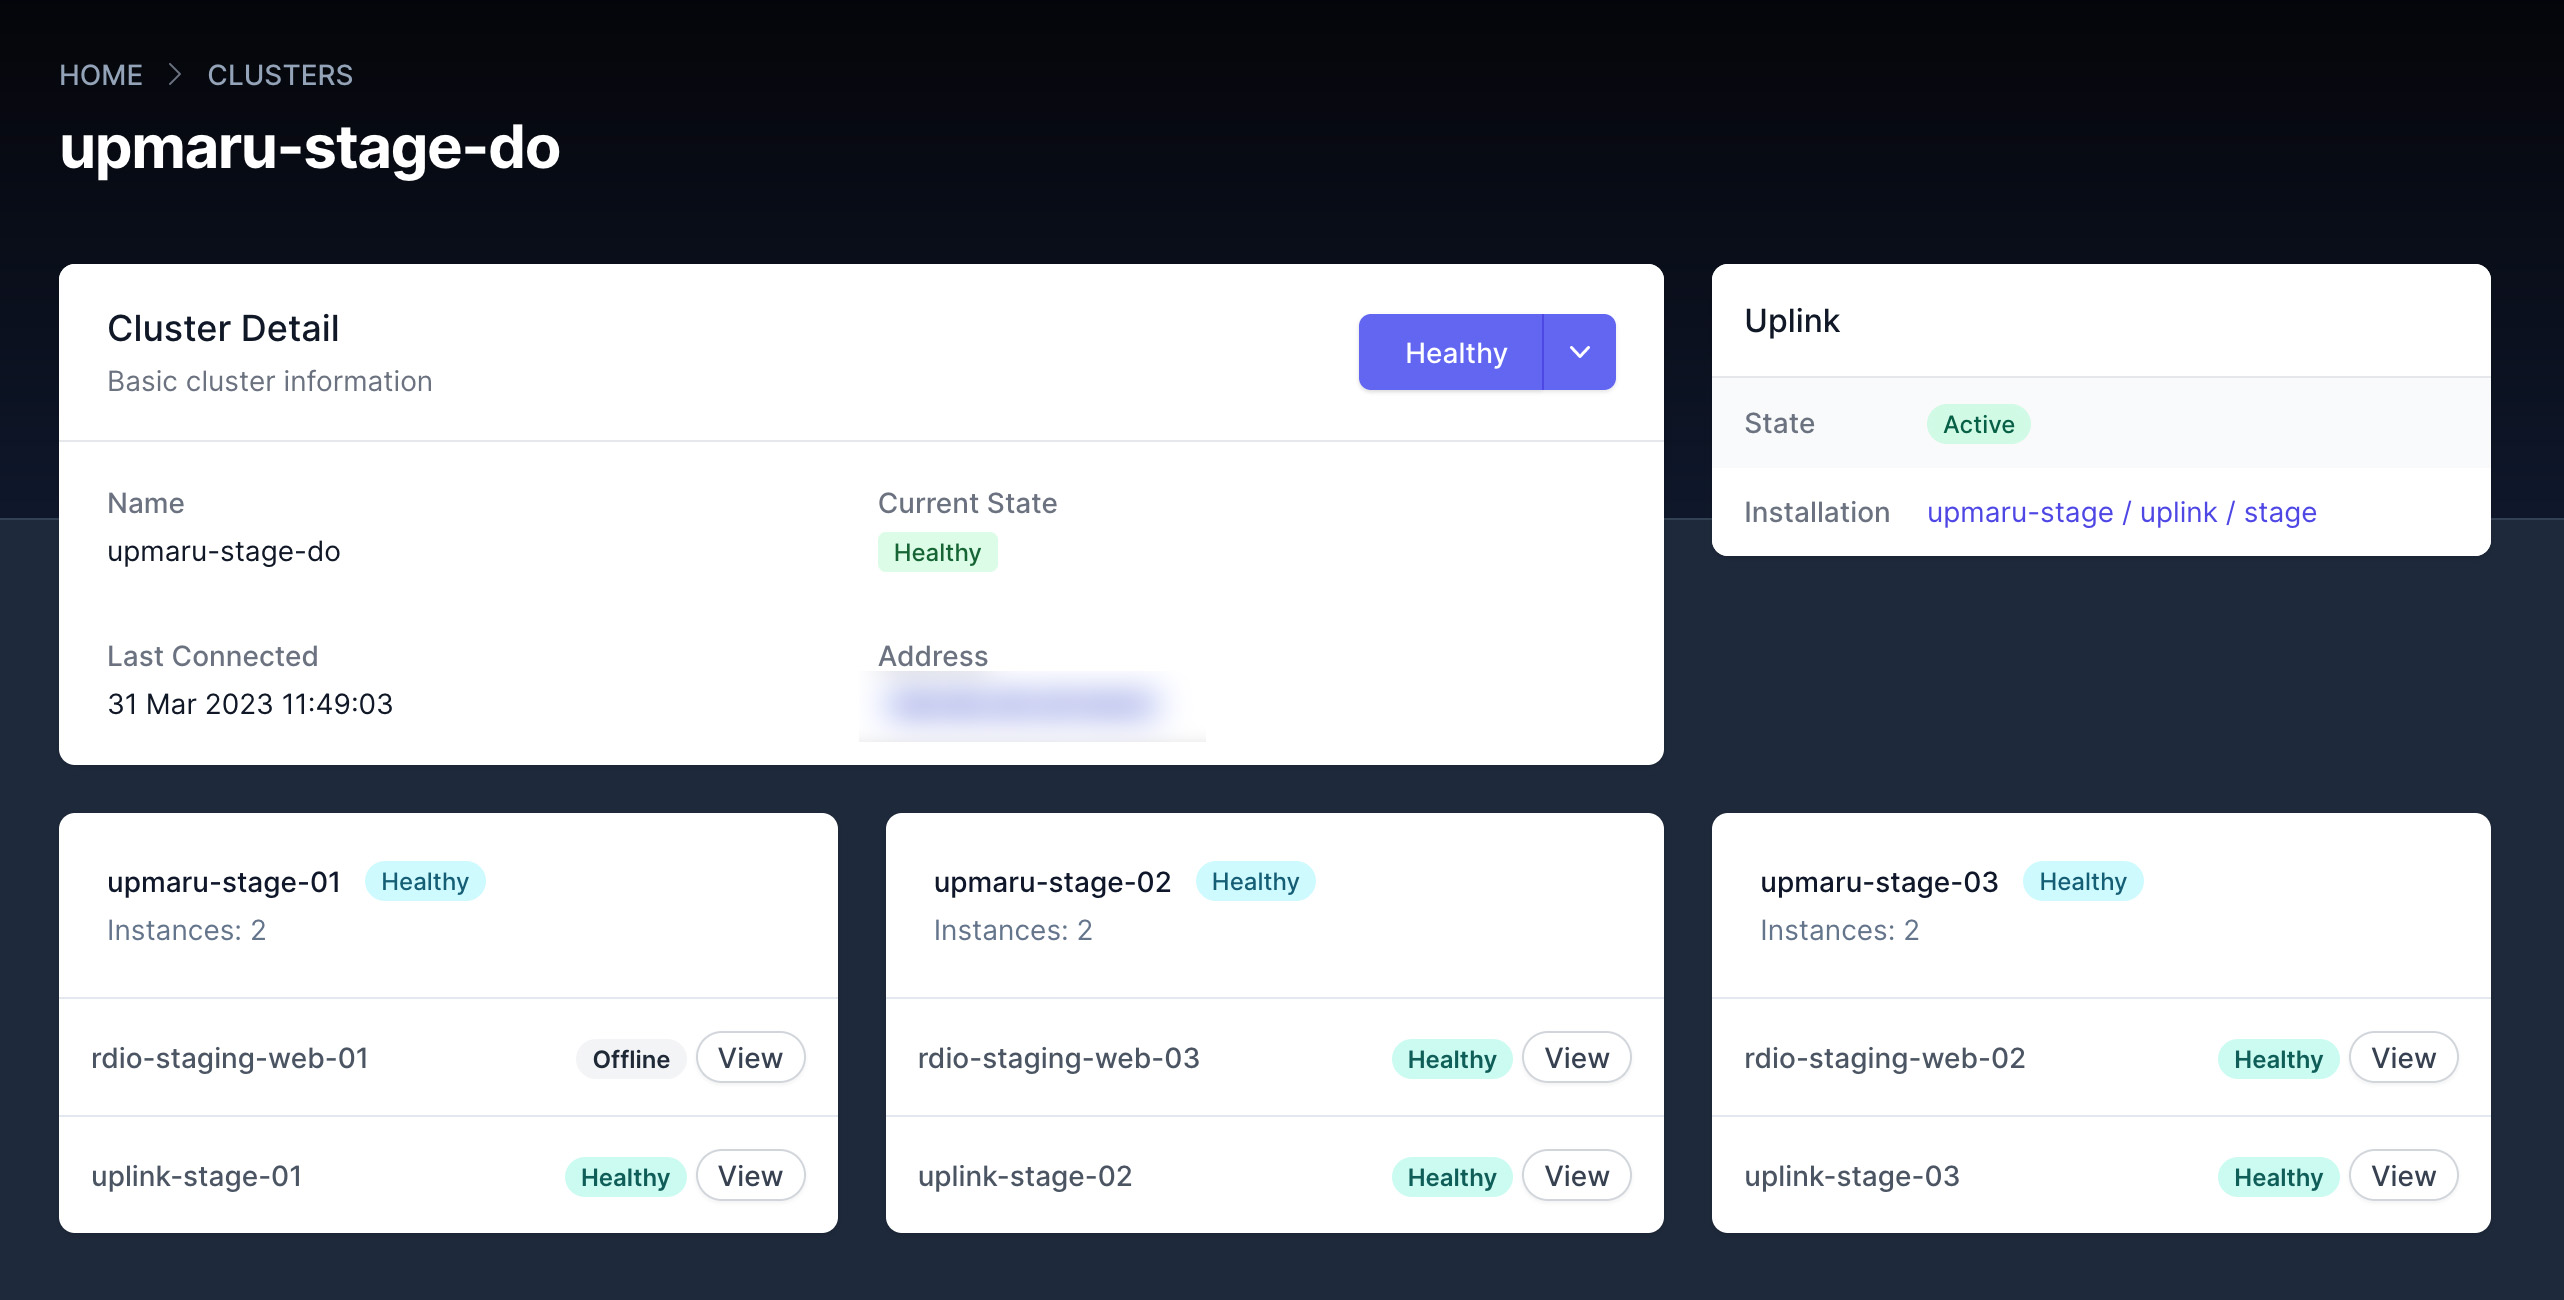 HOME > CLUSTERS
upmaru-stage-do
Cluster Detail
Basic cluster information
Healthy
Name
upmaru-stage-do
Current State
Healthy
Last Connected
31 Mar 2023 11:49:03
Address
Uplink
State Active
Installation upmaru-stage / uplink / stage
upmaru-stage-01 Healthy
Instances: 2
rdio-staging-web-01 Offline View
uplink-stage-01 Healthy View
upmaru-stage-02 Healthy
Instances: 2
rdio-staging-web-03 Healthy View
uplink-stage-02 Healthy View
upmaru-stage-03 Healthy
Instances: 2
rdio-staging-web-02 Healthy View
uplink-stage-03 Healthy View